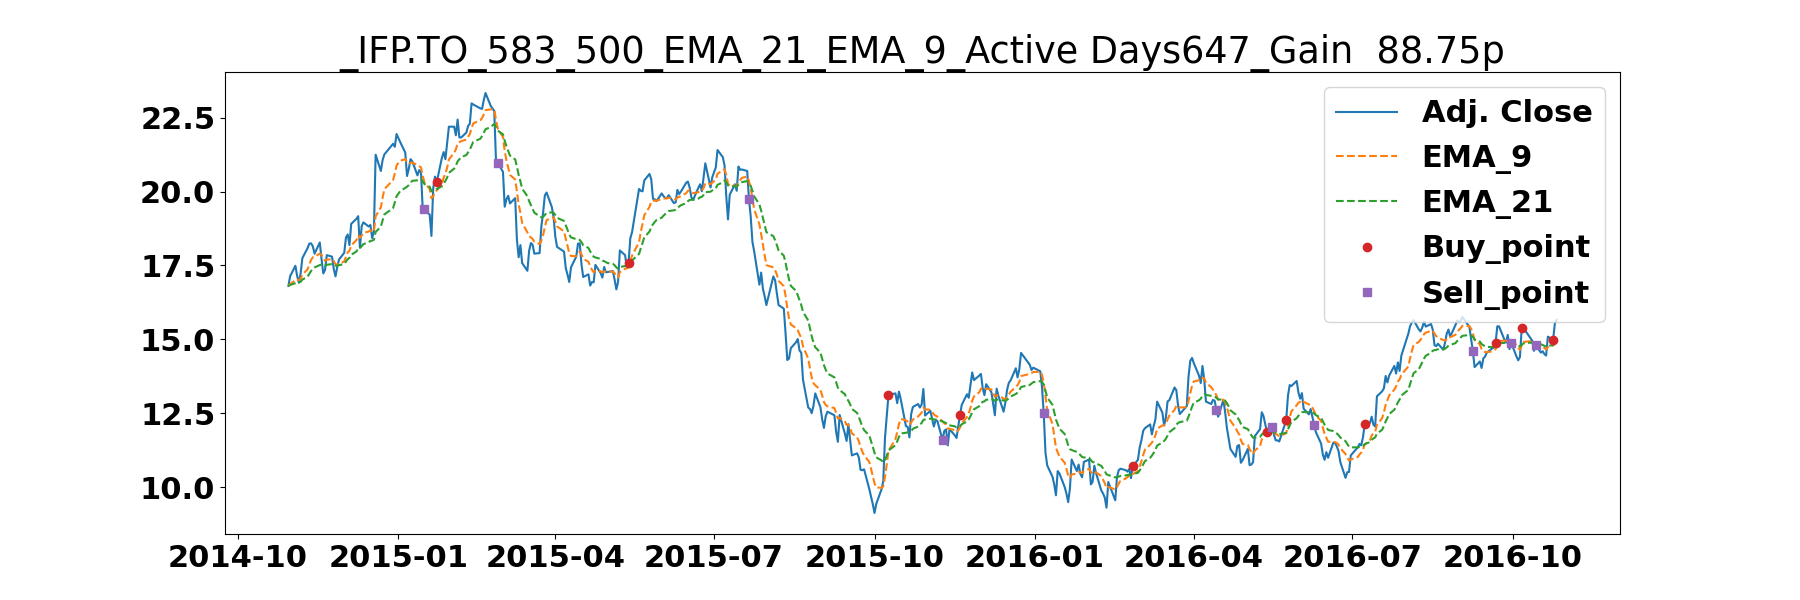 _IFP.TO_583_500_EMA_21_EMA_9_Active Days647_Gain  88.75p
22.5
20.0
17.5
15.0
12.5
10.0
Adj. Close
EMA_9
EMA_21
Buy_point
Sell_point
2014-10 2015-01 2015-04 2015-07 2015-10 2016-01 2016-04 2016-07 2016-10